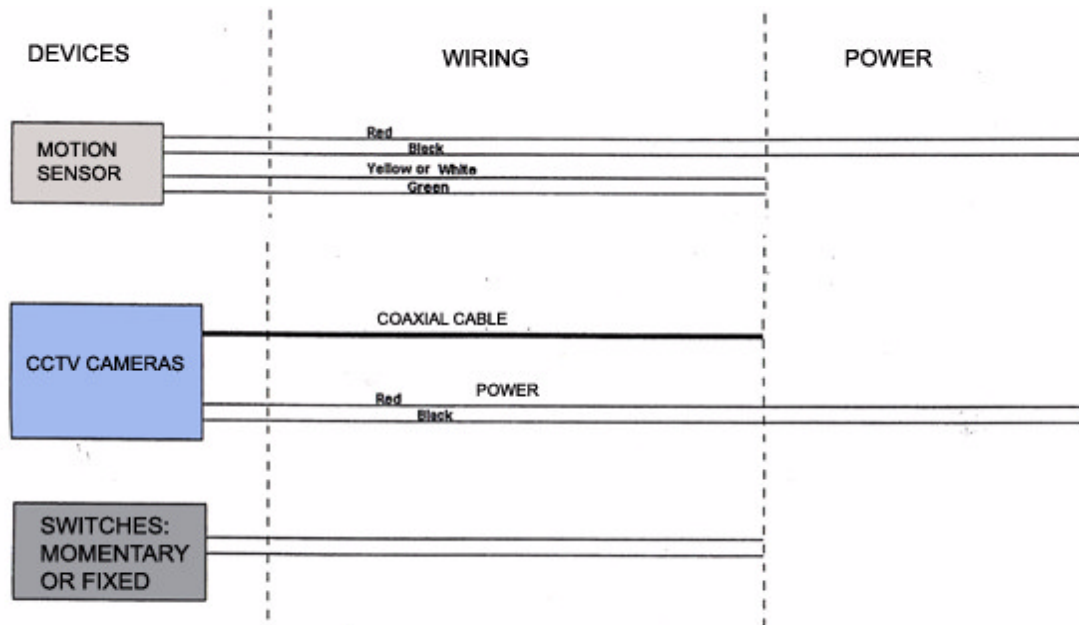 DEVICES
WIRING
POWER
MOTION
SENSOR
Red
Black
Yellow or White
Green
CCTV CAMERAS
COAXIAL CABLE
POWER
Red
Black
SWITCHES:
MOMENTARY
OR FIXED